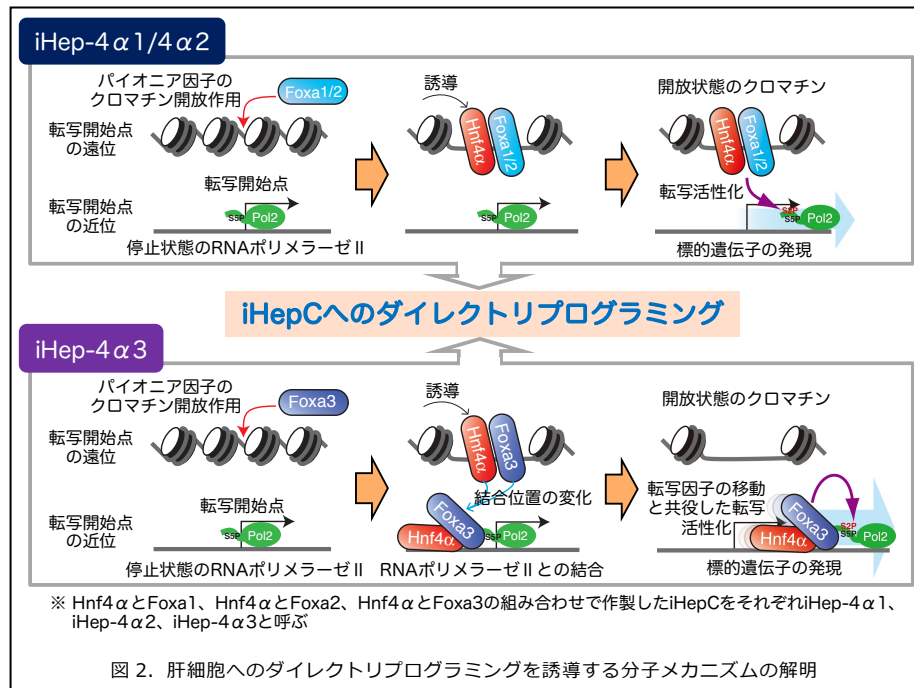 iHep-4α1/4α2
パイオニア因子の
クロマチン開放作用
Foxa1/2
転写開始点
の遠位
誘導
Hnf4α
Foxa1/2
開放状態のクロマチン
Hnf4α
Foxa1/2
転写開始点
の近位
転写開始点
S5P
Pol2
停止状態のRNAポリメラーゼⅡ
S5P
Pol2
転写活性化
S2P
S5P
Pol2
標的遺伝子の発現
iHepCへのダイレクトリプログラミング
iHep-4α3
パイオニア因子の
クロマチン開放作用
Foxa3
転写開始点
の遠位
誘導
Hnf4α
Foxa3
開放状態のクロマチン
転写開始点
の近位
転写開始点
S5P
Pol2
停止状態のRNAポリメラーゼⅡ
結合位置の変化
Foxa3
Hnf4α
S5P
Pol2
RNAポリメラーゼⅡとの結合
転写因子の移動
と共役した転写
活性化
Foxa3
Hnf4α
S2P
S5P
Pol2
標的遺伝子の発現
※ Hnf4αとFoxa1、Hnf4αとFoxa2、Hnf4αとFoxa3の組み合わせで作製したiHepCをそれぞれiHep-4α1、
iHep-4α2、iHep-4α3と呼ぶ
図 2．肝細胞へのダイレクトリプログラミングを誘導する分子メカニズムの解明